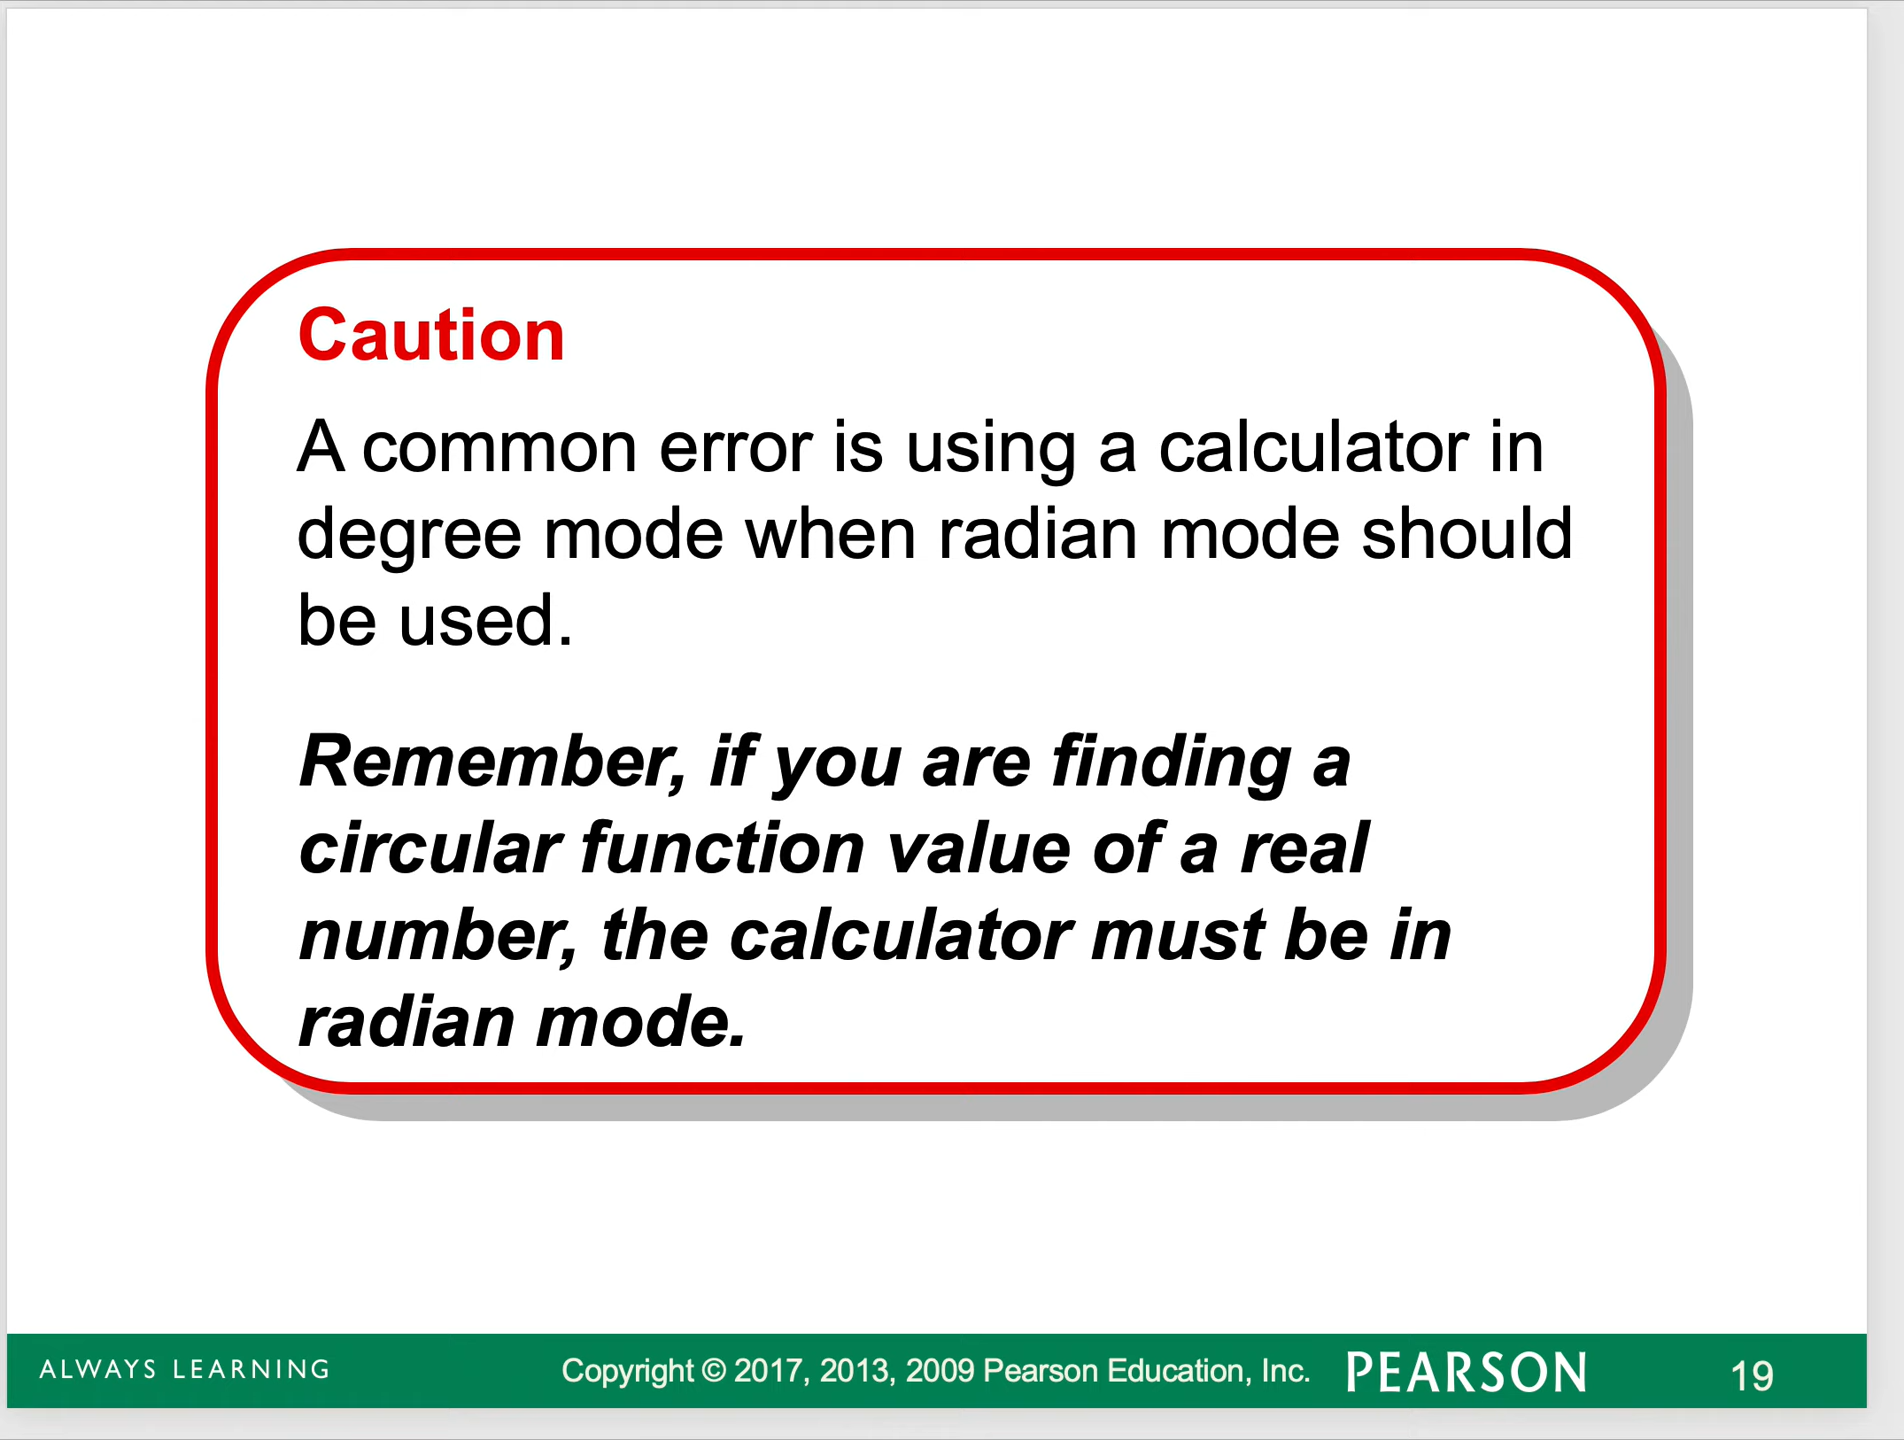 Caution
A common error is using a calculator in
degree mode when radian mode should
be used.
Remember, if you are finding a
circular function value of a real
number, the calculator must be in
radian mode.
ALWAYS LEARNING
Copyright © 2017, 2013, 2009 Pearson Education, Inc.
PEARSON
19